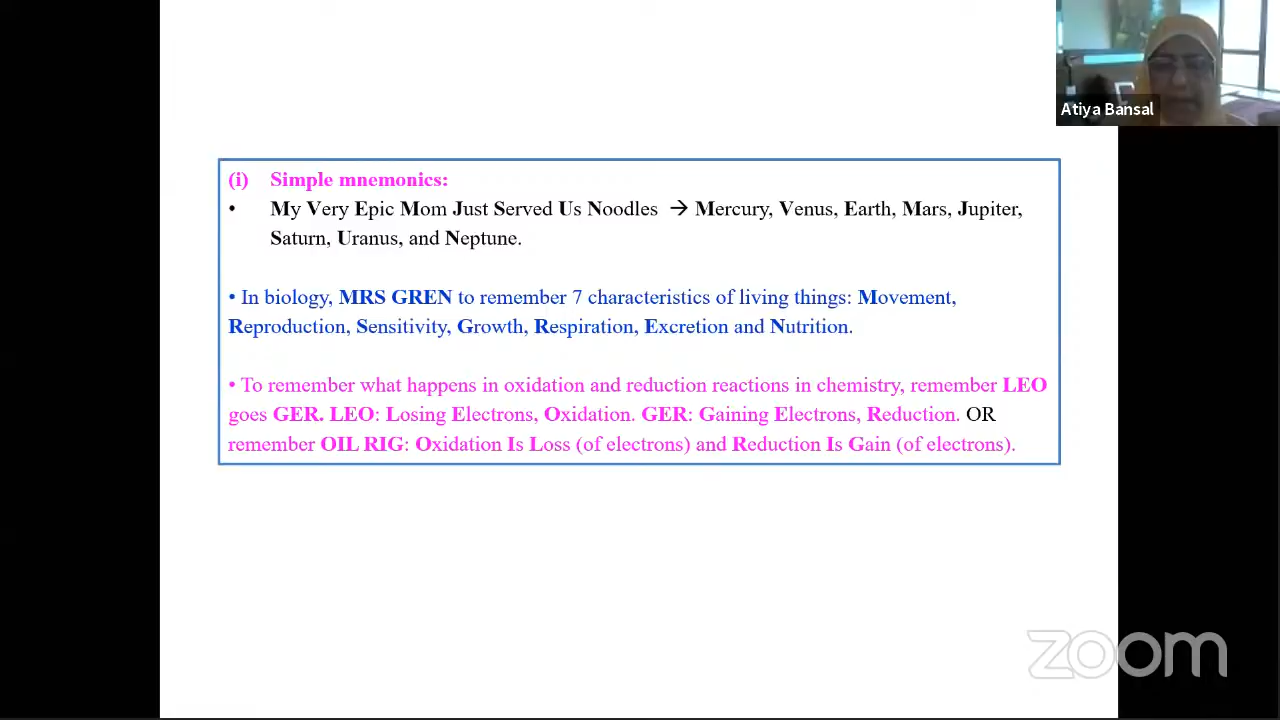 Atiya Bansal
(i) Simple mnemonics:
• My Very Epic Mom Just Served Us Noodles → Mercury, Venus, Earth, Mars, Jupiter,
Saturn, Uranus, and Neptune.
• In biology, MRS GREN to remember 7 characteristics of living things: Movement,
Reproduction, Sensitivity, Growth, Respiration, Excretion and Nutrition.
• To remember what happens in oxidation and reduction reactions in chemistry, remember LEO
goes GER. LEO: Losing Electrons, Oxidation. GER: Gaining Electrons, Reduction. OR
remember OIL RIG: Oxidation Is Loss (of electrons) and Reduction Is Gain (of electrons).
zoom